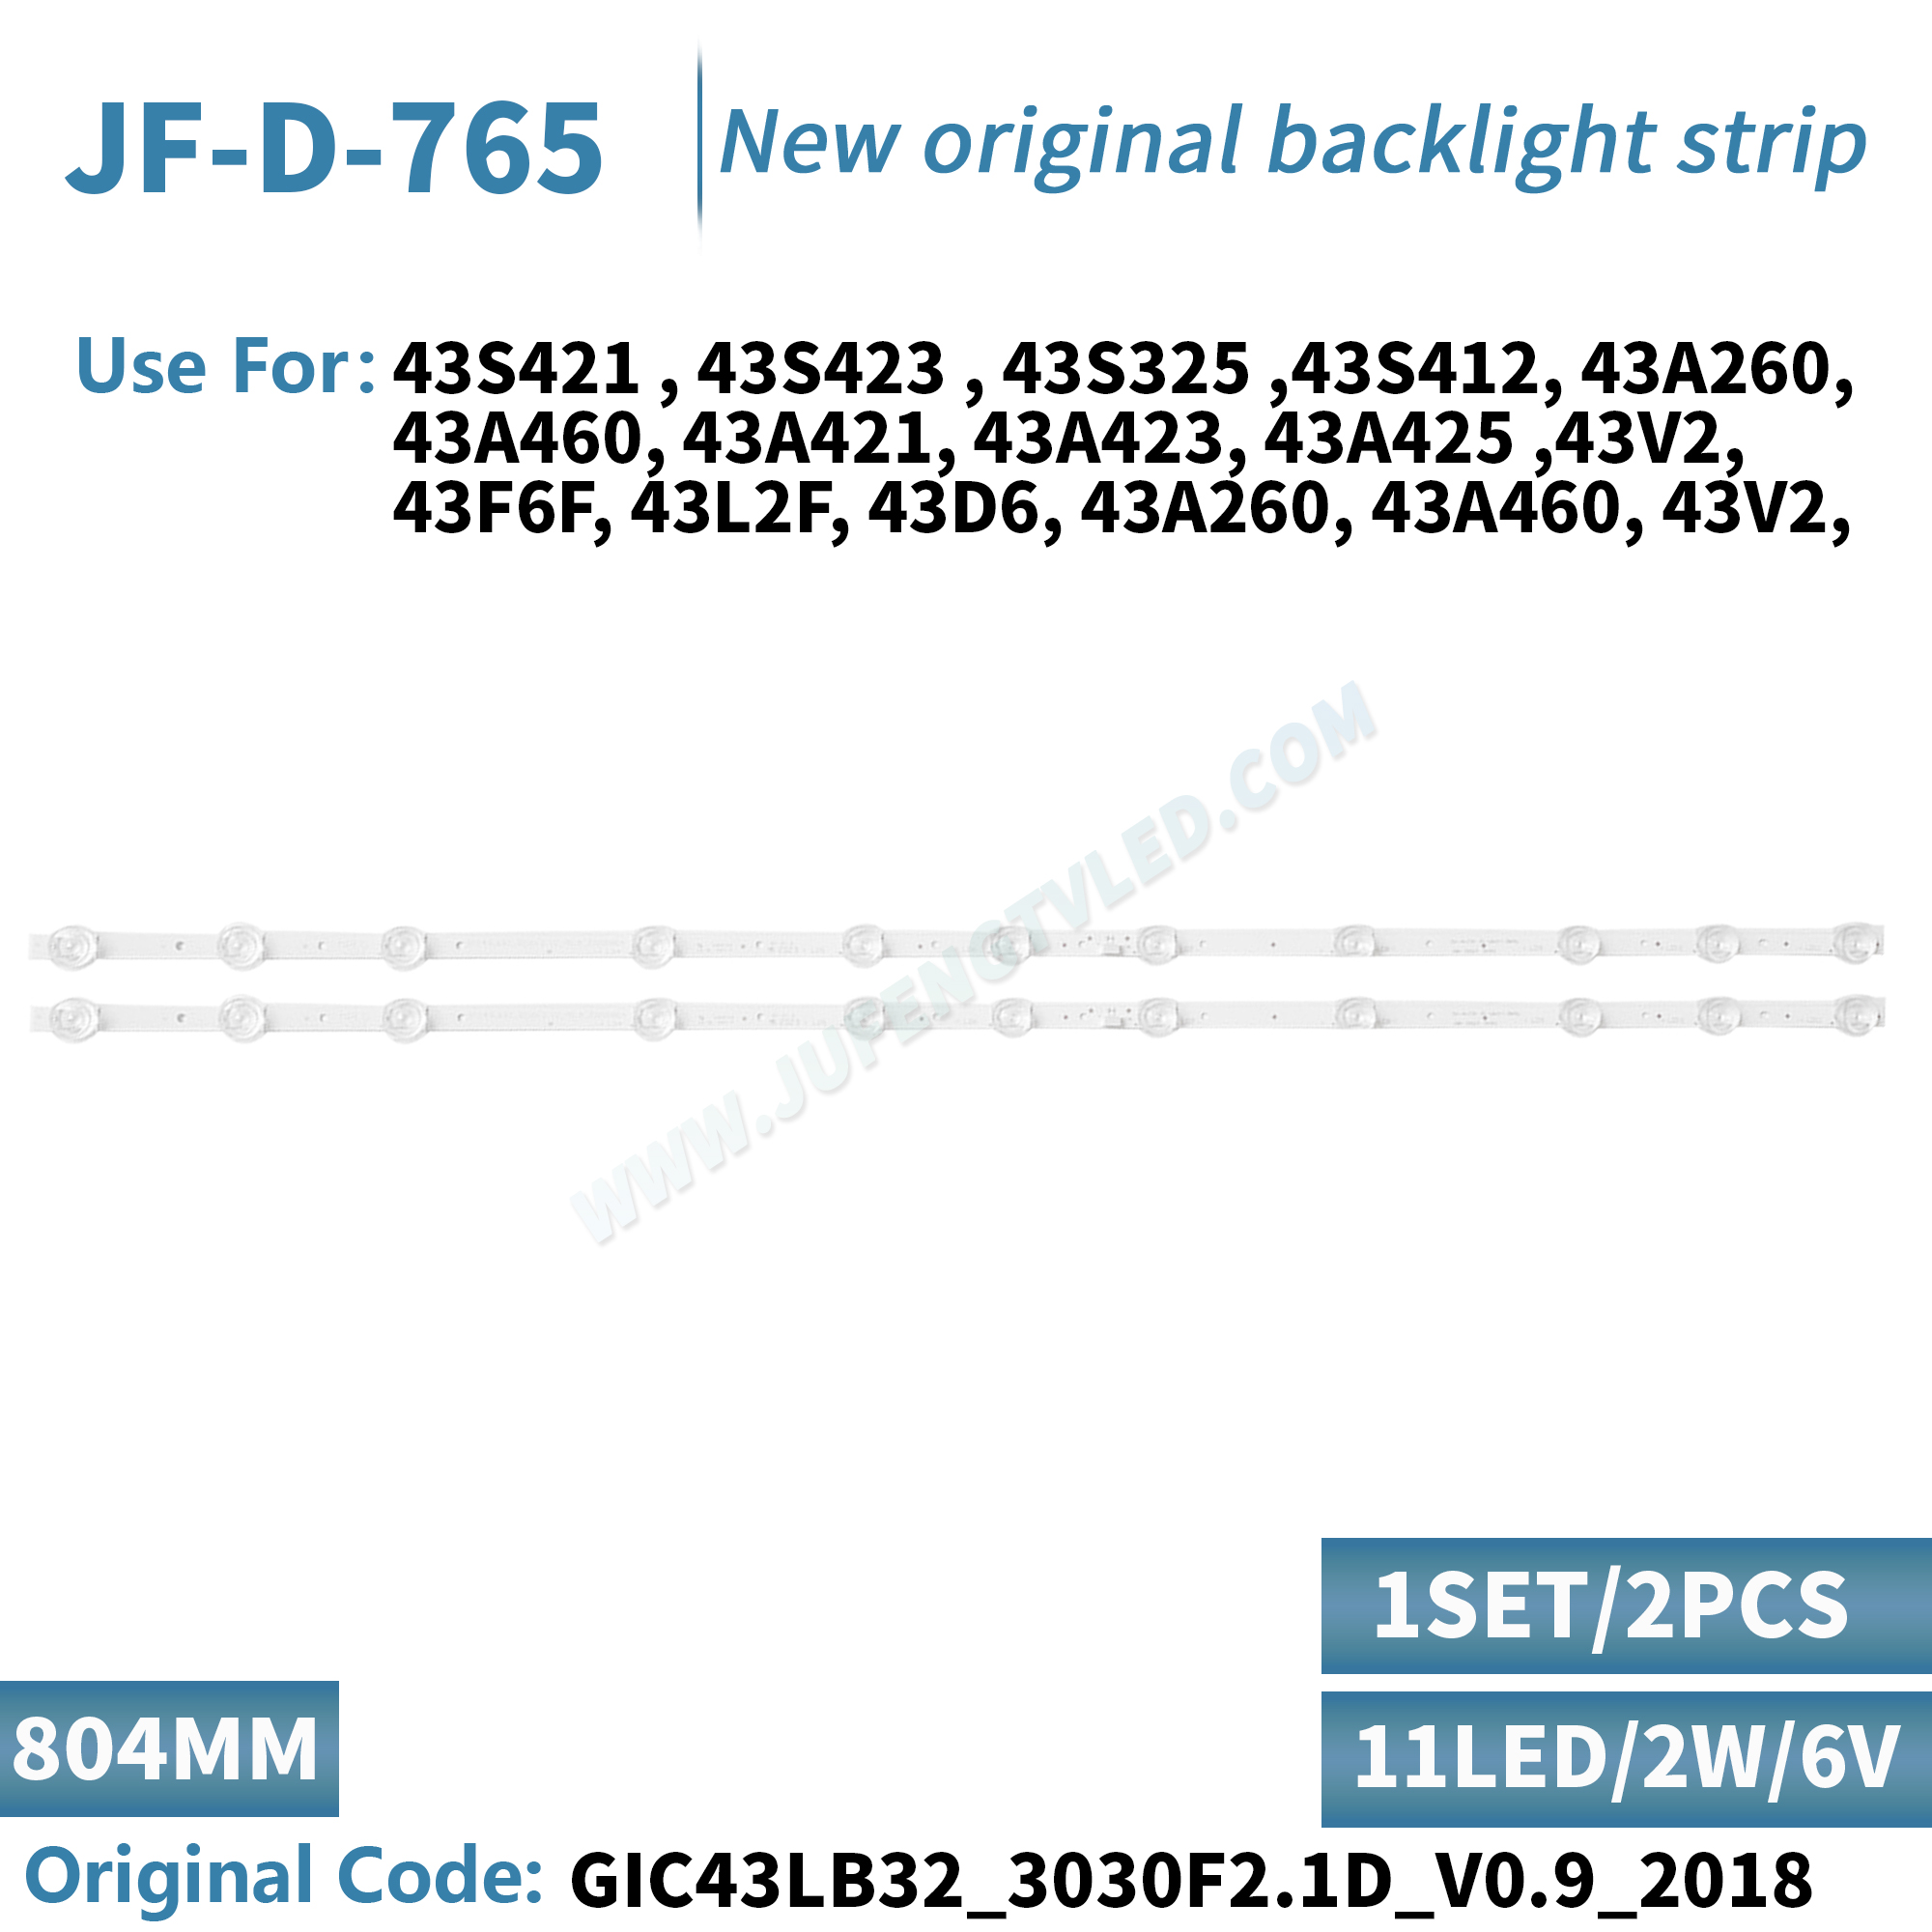 JF-D-765
New original backlight strip
Use For: 43S421 , 43S423 , 43S325 ,43S412, 43A260,
43A460, 43A421, 43A423, 43A425 ,43V2,
43F6F, 43L2F, 43D6, 43A260, 43A460, 43V2,
WWW.JUFENGTVLED.COM
1SET/2PCS
804MM
11LED/2W/6V
Original Code: GIC43LB32_3030F2.1D_V0.9_2018